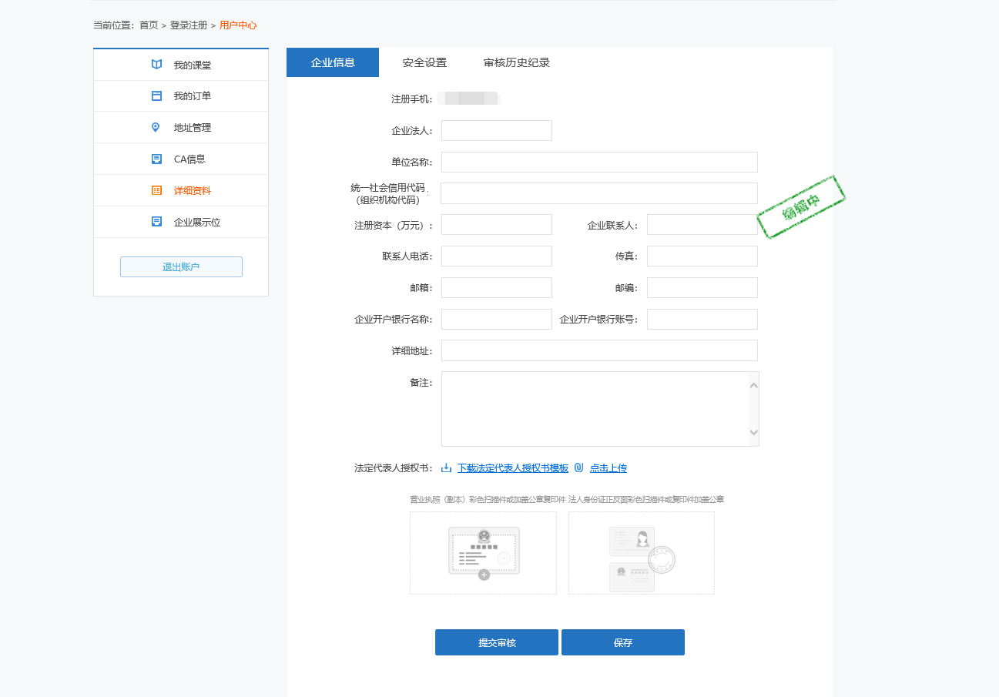 当前位置：首页 > 登录注册 > 用户中心
我的课堂
我的订单
地址管理
CA信息
详细资料
企业展示位
退出账户
企业信息 安全设置 审核历史纪录
注册手机：
企业法人：
单位名称：
统一社会信用代码
（组织机构代码）：
编辑中
注册资本（万元）： 企业联系人：
联系人电话： 传真：
邮箱： 邮编：
企业开户银行名称： 企业开户银行账号：
详细地址：
备注：
法定代表人授权书： 下载法定代表人授权书模板 点击上传
营业执照（副本）彩色扫描件或加盖公章复印件 法人身份证正反面彩色扫描件或复印件加盖公章
提交审核 保存